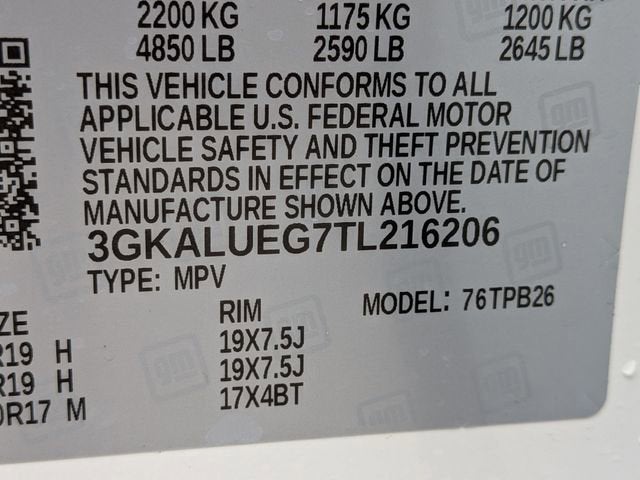 2200 KG 1175 KG 1200 KG
4850 LB 2590 LB 2645 LB
THIS VEHICLE CONFORMS TO ALL
APPLICABLE U.S. FEDERAL MOTOR
VEHICLE SAFETY AND THEFT PREVENTION
STANDARDS IN EFFECT ON THE DATE OF
MANUFACTURE SHOWN ABOVE.
3GKALUEG7TL216206
TYPE: MPV
MODEL: 76TPB26
ZE RIM
R19 H 19X7.5J
R19 H 19X7.5J
0R17 M 17X4BT
gm